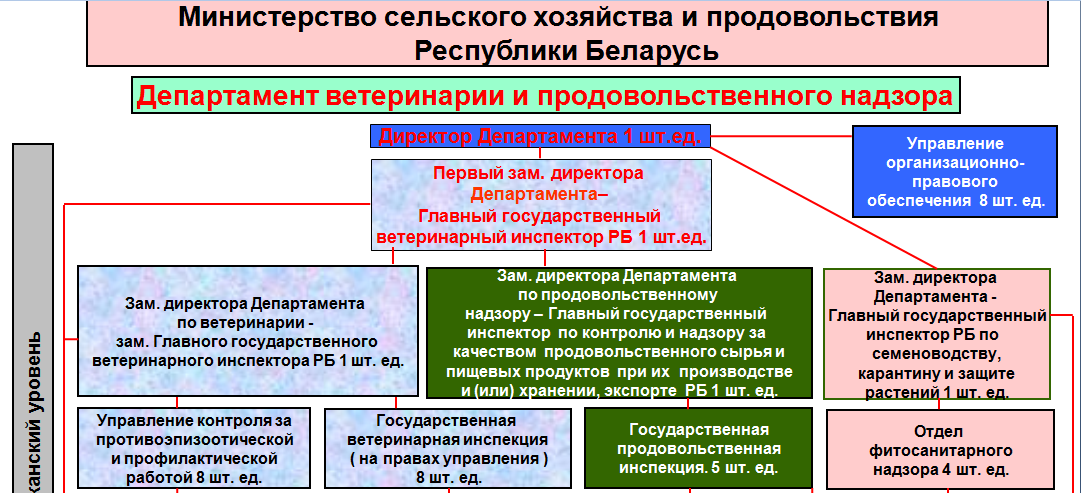 Министерство сельского хозяйства и продовольствия
Республики Беларусь
Департамент ветеринарии и продовольственного надзора
Директор Департамента 1 шт.ед.
Управление
организационно-
правового
обеспечения 8 шт. ед.
Первый зам. директора
Департамента–
Главный государственный
ветеринарный инспектор РБ 1 шт.ед.
Зам. директора Департамента
по ветеринарии -
зам. Главного государственного
ветеринарного инспектора РБ 1 шт. ед.
Зам. директора Департамента
по продовольственному
надзору – Главный государственный
инспектор по контролю и надзору за
качеством продовольственного сырья и
пищевых продуктов при их производстве
и (или) хранении, экспорте РБ 1 шт. ед.
Зам. директора
Департамента -
Главный государственный
инспектор РБ по
семеноводству,
карантину и защите
растений 1 шт. ед.
Управление контроля за
противоэпизоотической
и профилактической
работой 8 шт. ед.
Государственная
ветеринарная инспекция
( на правах управления )
8 шт. ед.
Государственная
продовольственная
инспекция. 5 шт. ед.
Отдел
фитосанитарного
надзора 4 шт. ед.
канский уровень